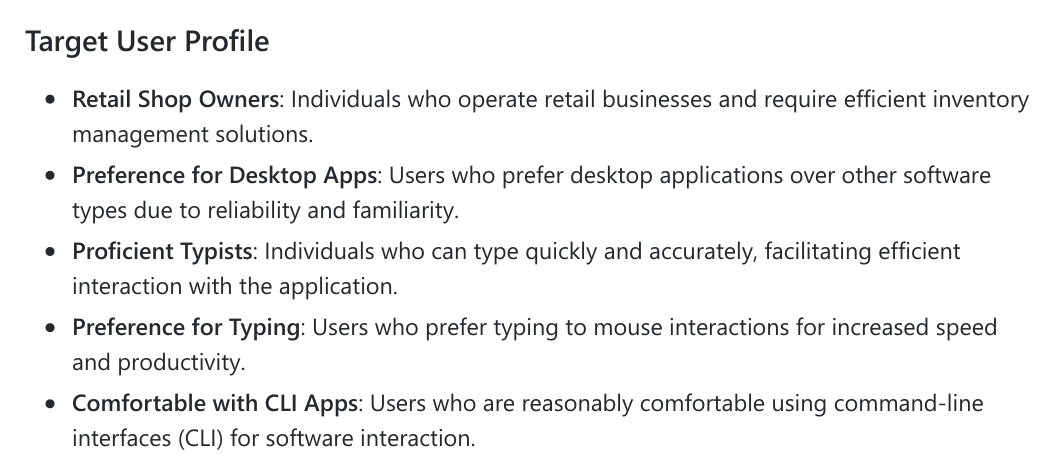 Target User Profile
• Retail Shop Owners: Individuals who operate retail businesses and require efficient inventory
management solutions.
• Preference for Desktop Apps: Users who prefer desktop applications over other software
types due to reliability and familiarity.
• Proficient Typists: Individuals who can type quickly and accurately, facilitating efficient
interaction with the application.
• Preference for Typing: Users who prefer typing to mouse interactions for increased speed
and productivity.
• Comfortable with CLI Apps: Users who are reasonably comfortable using command-line
interfaces (CLI) for software interaction.